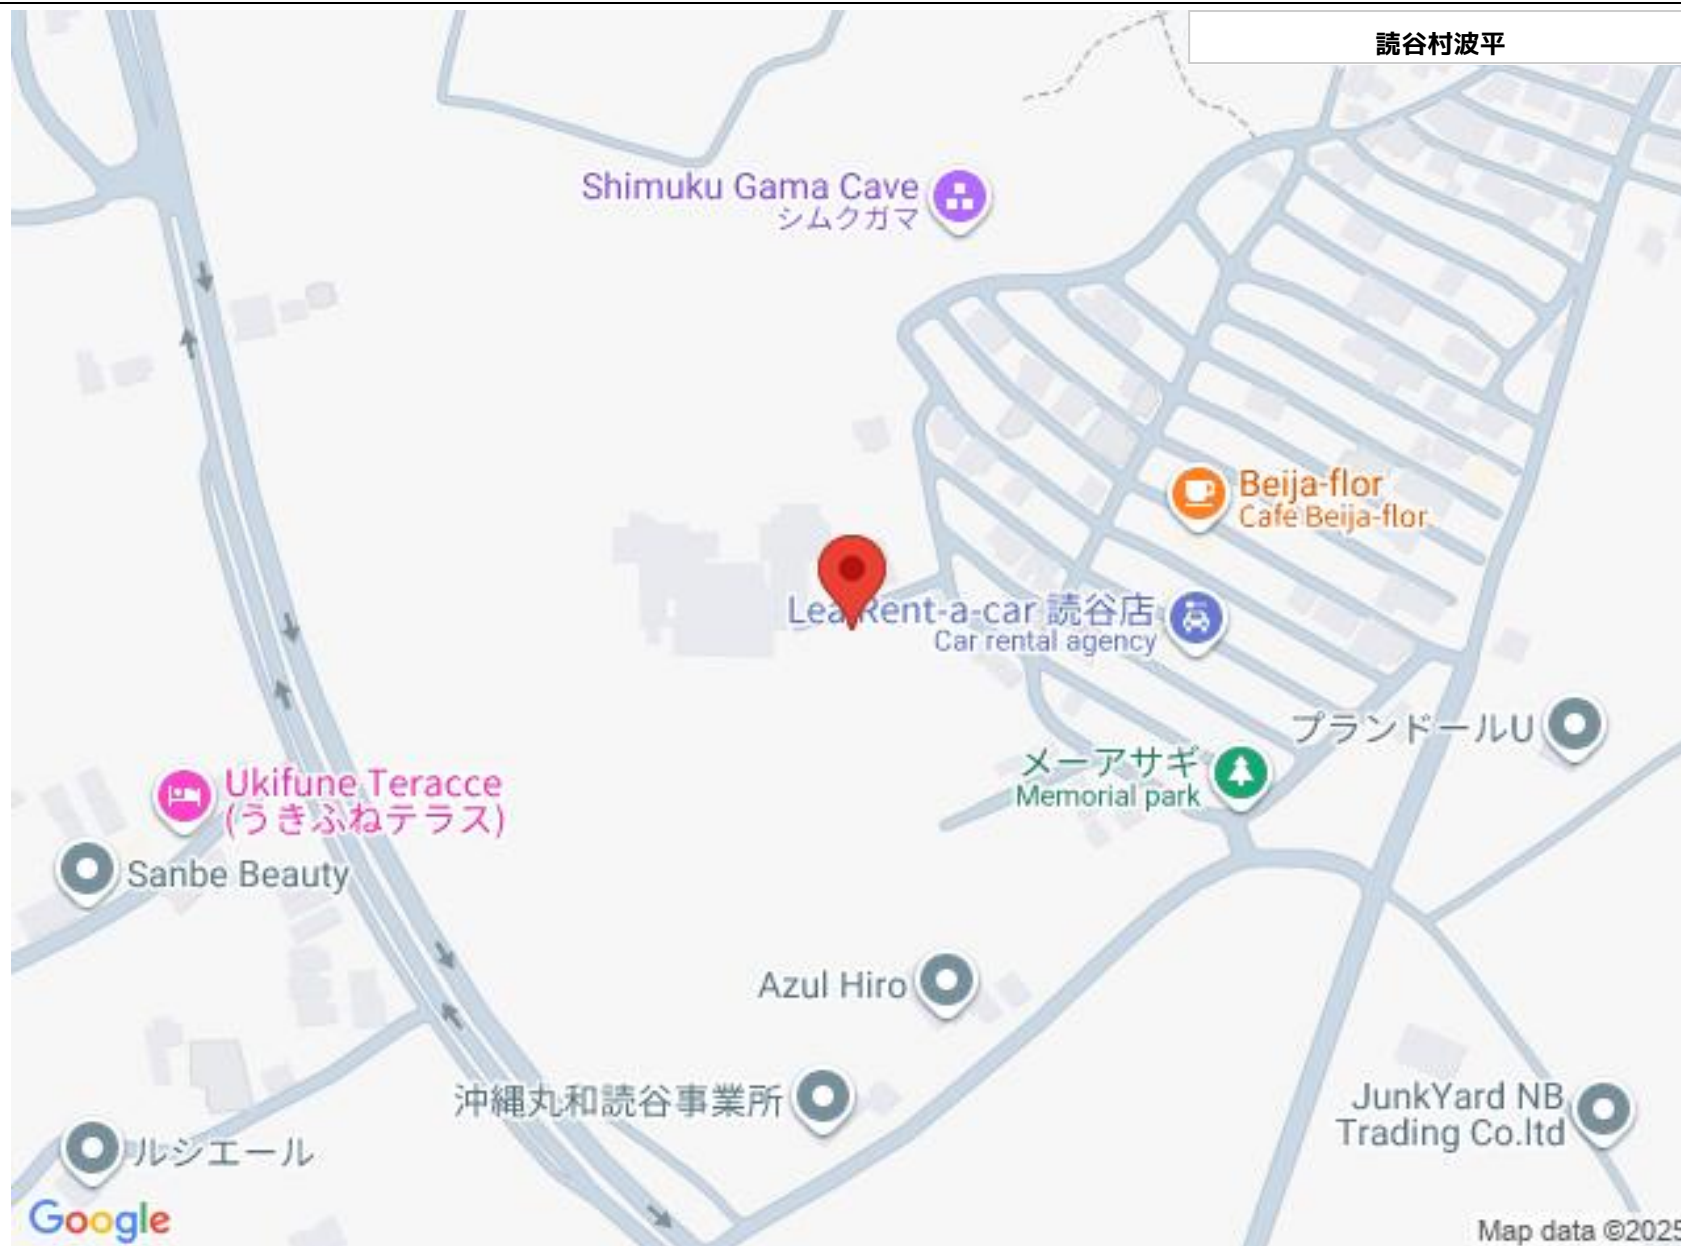 読谷村波平
Shimuku Gama Cave
シムクガマ
Beija-flor
Cafe Beija-flor
Lea Rent-a-car 読谷店
Car rental agency
プランドールU
メーアサギ
Memorial park
Ukifune Teracce
(うきふねテラス)
Sanbe Beauty
Azul Hiro
沖縄丸和読谷事業所
JunkYard NB
Trading Co.ltd
ルシエール
Google
Map data ©2025